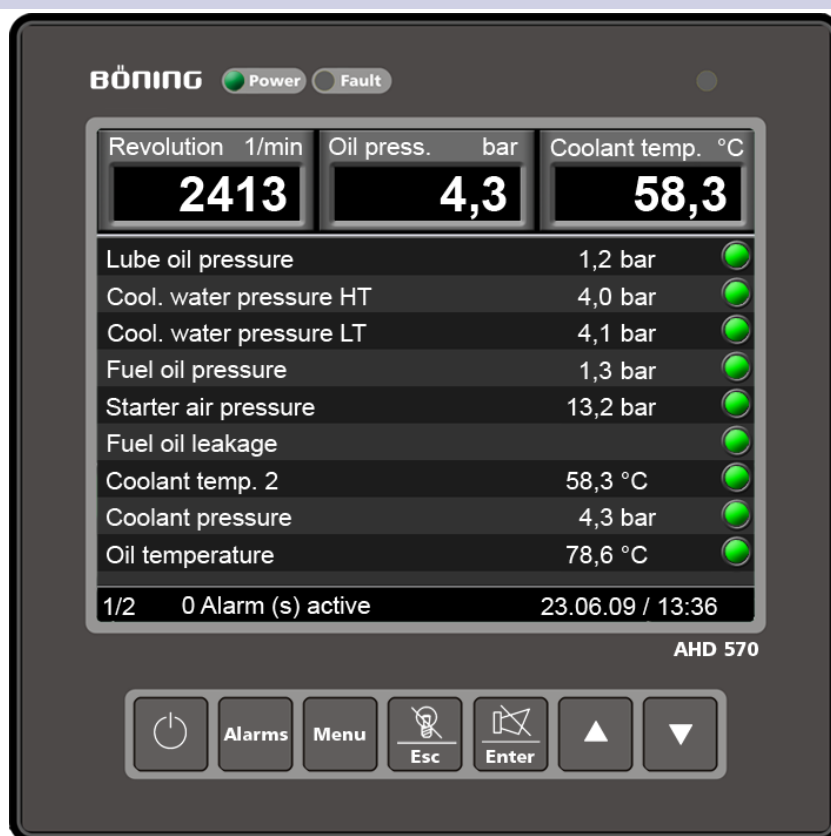 BÖNING Power Fault
Revolution 1/min Oil press. bar Coolant temp. °C
2413 4,3 58,3
Lube oil pressure 1,2 bar
Cool. water pressure HT 4,0 bar
Cool. water pressure LT 4,1 bar
Fuel oil pressure 1,3 bar
Starter air pressure 13,2 bar
Fuel oil leakage
Coolant temp. 2 58,3 °C
Coolant pressure 4,3 bar
Oil temperature 78,6 °C
1/2 0 Alarm (s) active 23.06.09 / 13:36
AHD 570
Alarms Menu Esc Enter